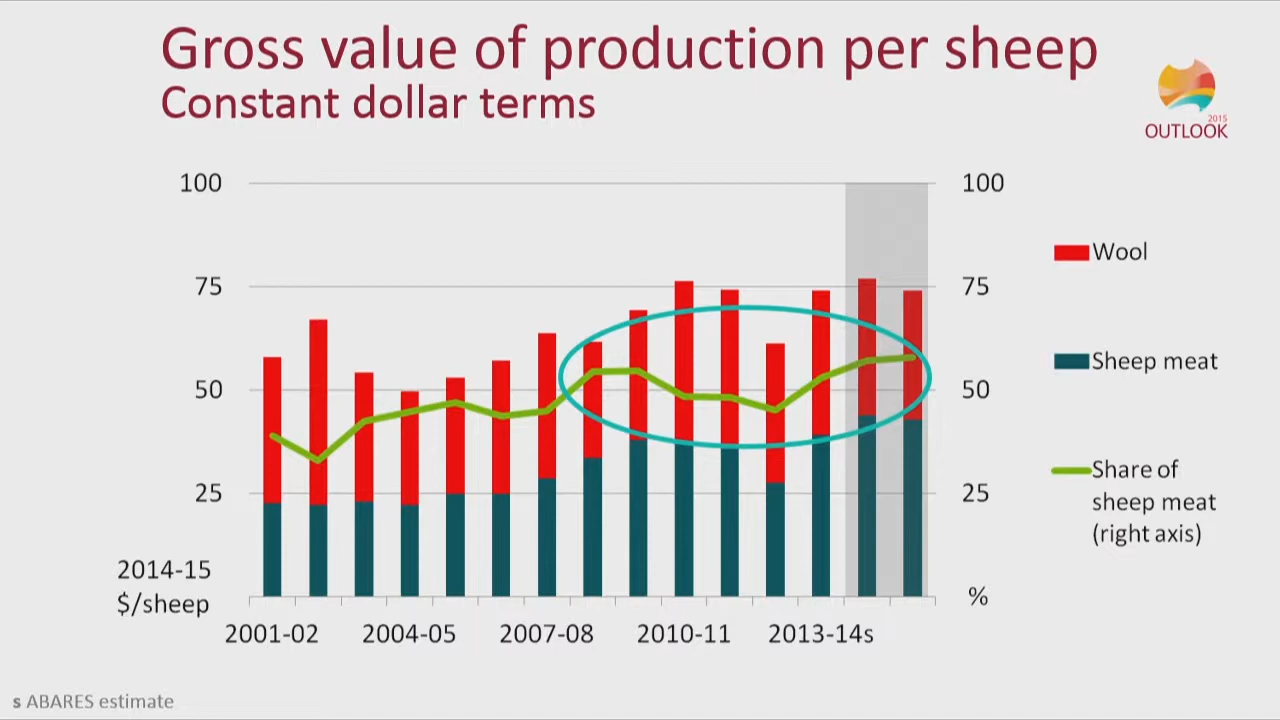 Gross value of production per sheep
Constant dollar terms
2015
OUTLOOK
100
100
75
75
50
50
25
25
2014-15
$/sheep
%
2001-02
2004-05
2007-08
2010-11
2013-14s
Wool
Sheep meat
Share of
sheep meat
(right axis)
s ABARES estimate